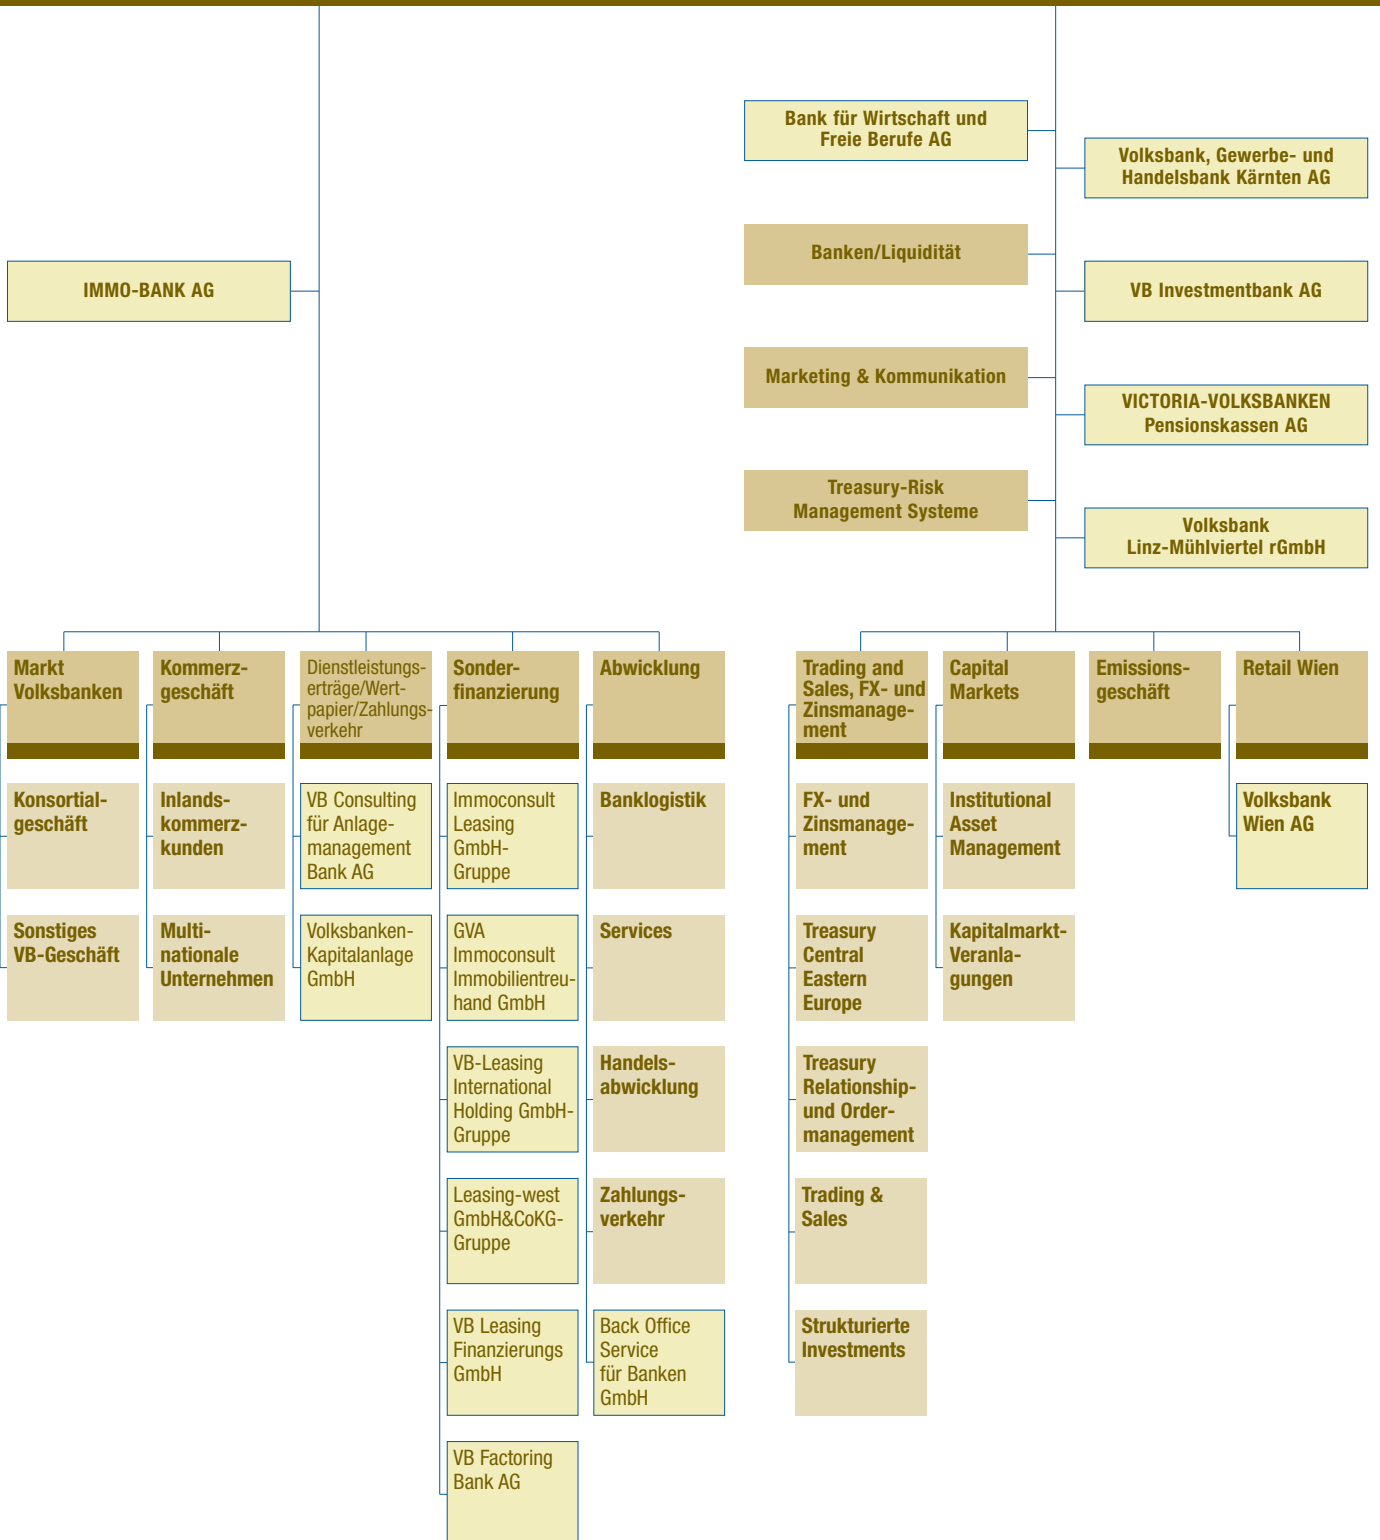 Bank für Wirtschaft und
Freie Berufe AG
Volksbank, Gewerbe- und
Handelsbank Kärnten AG
Banken/Liquidität
IMMO-BANK AG
VB Investmentbank AG
Marketing & Kommunikation
VICTORIA-VOLKSBANKEN
Pensionskassen AG
Treasury-Risk
Management Systeme
Volksbank
Linz-Mühlviertel rGmbH
Markt
Volksbanken
Kommerz-
geschäft
Dienstleistungs-
erträge/Wert-
papier/Zahlungs-
verkehr
Sonder-
finanzierung
Abwicklung
Trading and
Sales, FX- und
Zinsmanage-
ment
Capital
Markets
Emissions-
geschäft
Retail Wien
Konsortial-
geschäft
Inlands-
kommerz-
kunden
VB Consulting
für Anlage-
management
Bank AG
Immoconsult
Leasing
GmbH-
Gruppe
Banklogistik
FX- und
Zinsmanage-
ment
Institutional
Asset
Management
Volksbank
Wien AG
Sonstiges
VB-Geschäft
Multi-
nationale
Unternehmen
Volksbanken-
Kapitalanlage
GmbH
GVA
Immoconsult
Immobilientreu-
hand GmbH
Services
Treasury
Central
Eastern
Europe
Kapitalmarkt-
Veranla-
gungen
VB-Leasing
International
Holding GmbH-
Gruppe
Handels-
abwicklung
Treasury
Relationship-
und Order-
management
Leasing-west
GmbH&CoKG-
Gruppe
Zahlungs-
verkehr
Trading &
Sales
VB Leasing
Finanzierungs
GmbH
Back Office
Service
für Banken
GmbH
Strukturierte
Investments
VB Factoring
Bank AG